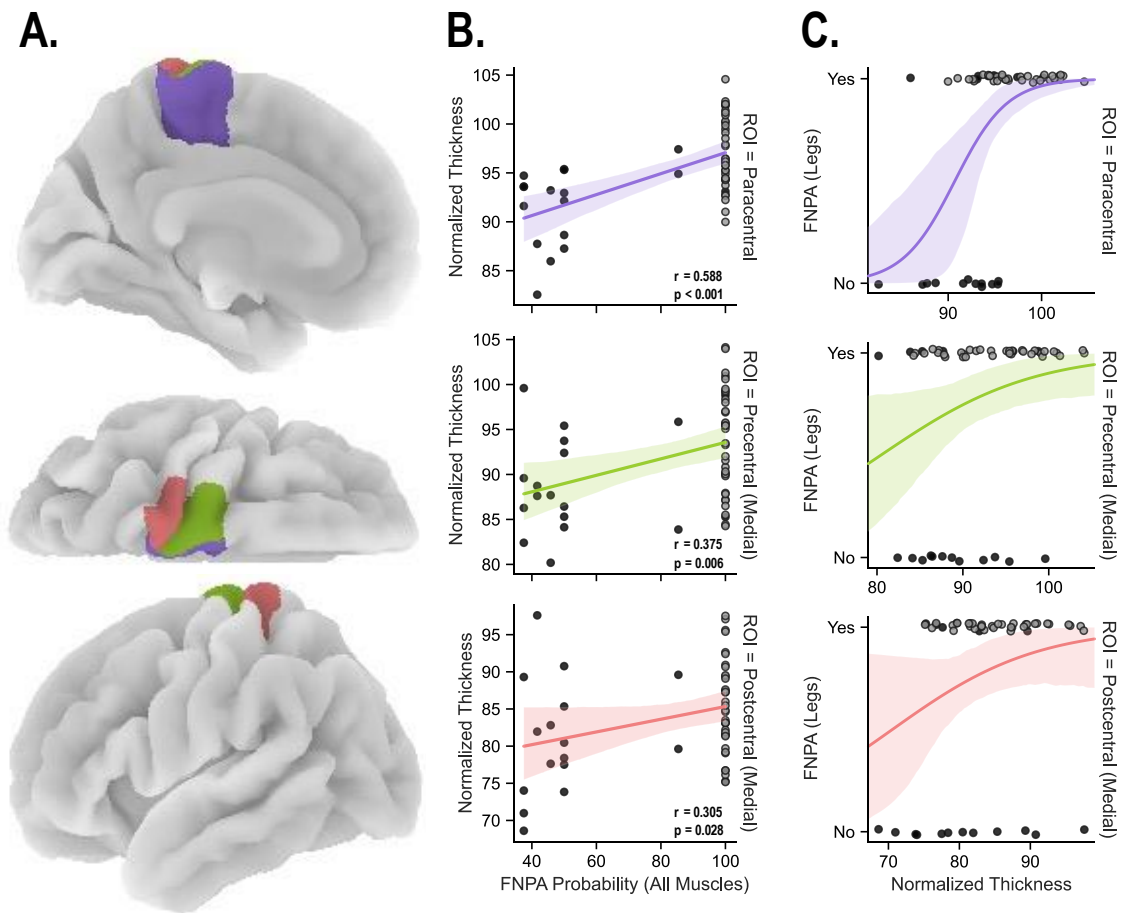 A.
B.
C.
105
100
95
90
85
Normalized Thickness
r = 0.588
p < 0.001
ROI = Paracentral
Yes
No
FNPA (Legs)
90
100
ROI = Paracentral
105
100
95
90
85
80
Normalized Thickness
r = 0.375
p = 0.006
ROI = Precentral (Medial)
Yes
No
FNPA (Legs)
80
90
100
ROI = Precentral (Medial)
95
90
85
80
75
70
Normalized Thickness
r = 0.305
p = 0.028
ROI = Postcentral (Medial)
40
60
80
100
FNPA Probability (All Muscles)
Yes
No
FNPA (Legs)
70
80
90
Normalized Thickness
ROI = Postcentral (Medial)